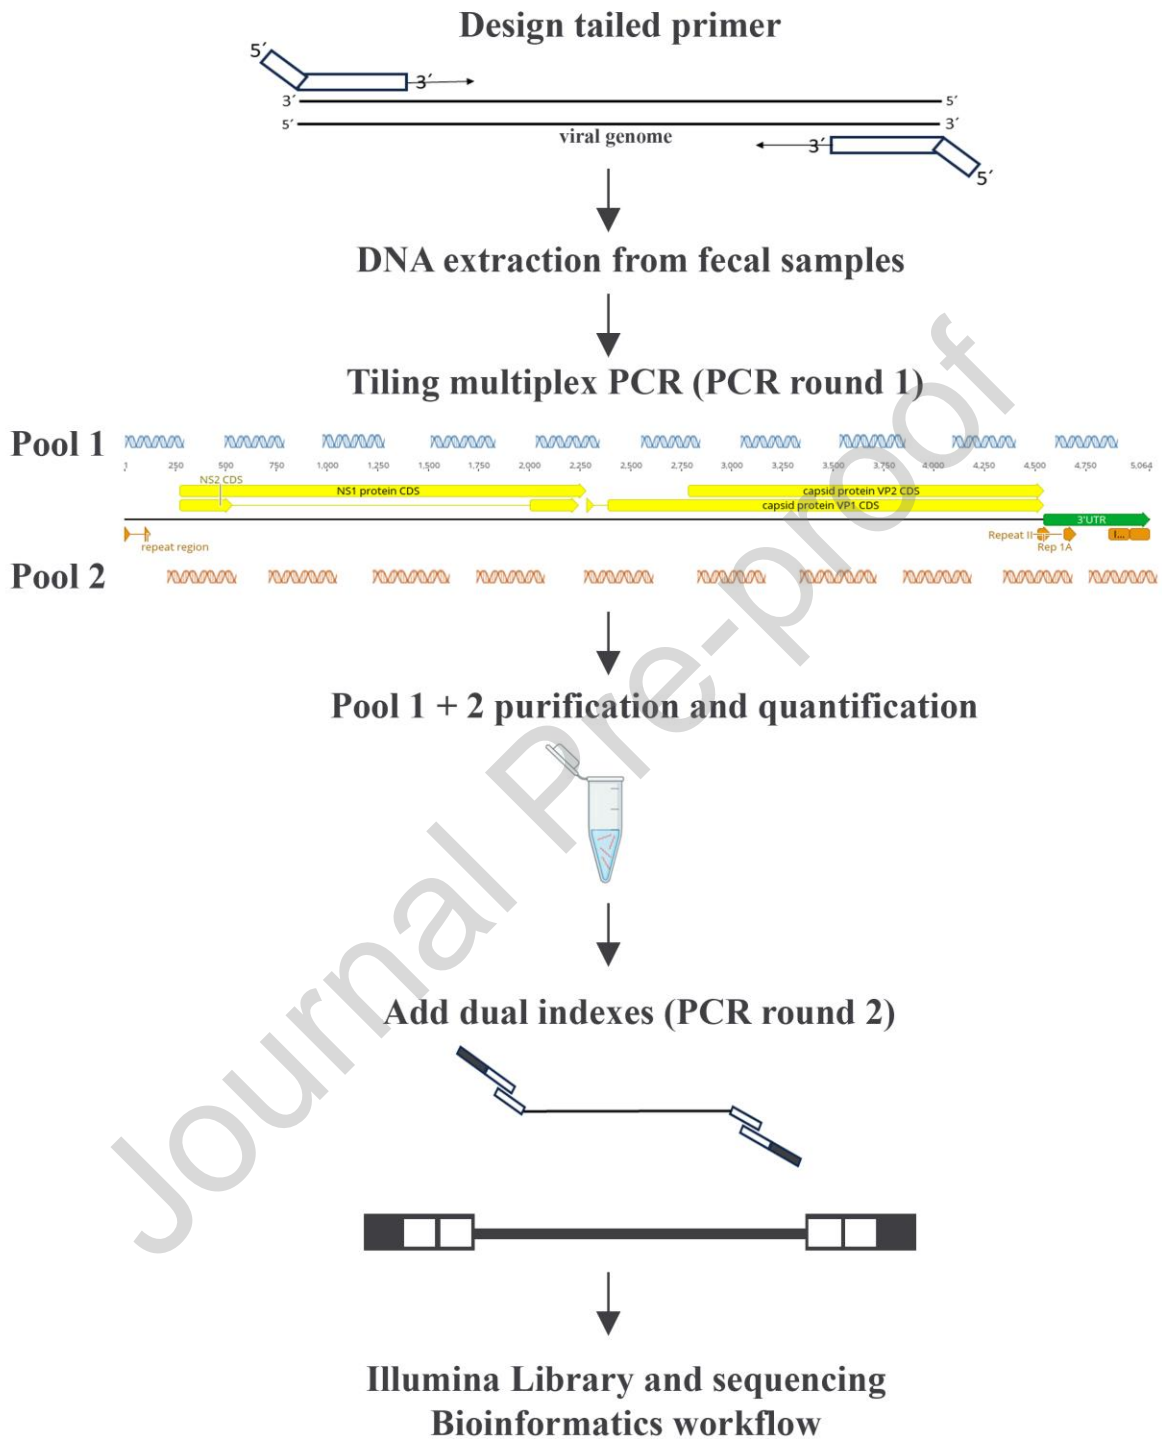 Design tailed primer
5′
3′
3′
5′
5′
3′
viral genome
3′
5′
DNA extraction from fecal samples
Tiling multiplex PCR (PCR round 1)
Pool 1
1 250 500 750 1,000 1,250 1,500 1,750 2,000 2,250 2,500 2,750 3,000 3,250 3,500 3,750 4,000 4,250 4,500 4,750 5,064
NS2 CDS
NS1 protein CDS
capsid protein VP2 CDS
capsid protein VP1 CDS
3'UTR
repeat region
Repeat II
I...
Rep 1A
Pool 2
Pool 1 + 2 purification and quantification
Add dual indexes (PCR round 2)
Illumina Library and sequencing
Bioinformatics workflow
Journal Pre-proof